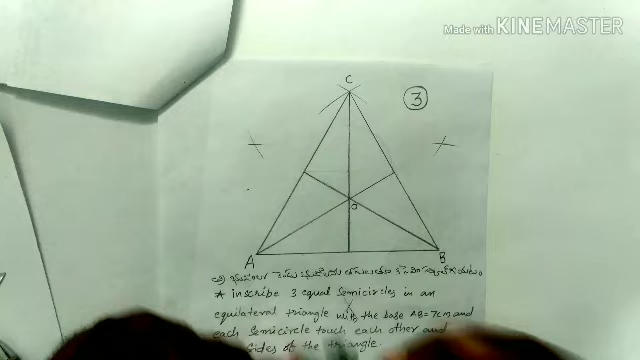 Made with KINEMASTER
C
3
O
A
B
* inscribe 3 equal semicircles in an
equilateral triangle with the base AB = 7cm and
each semicircle touch each other and
sides of the triangle.